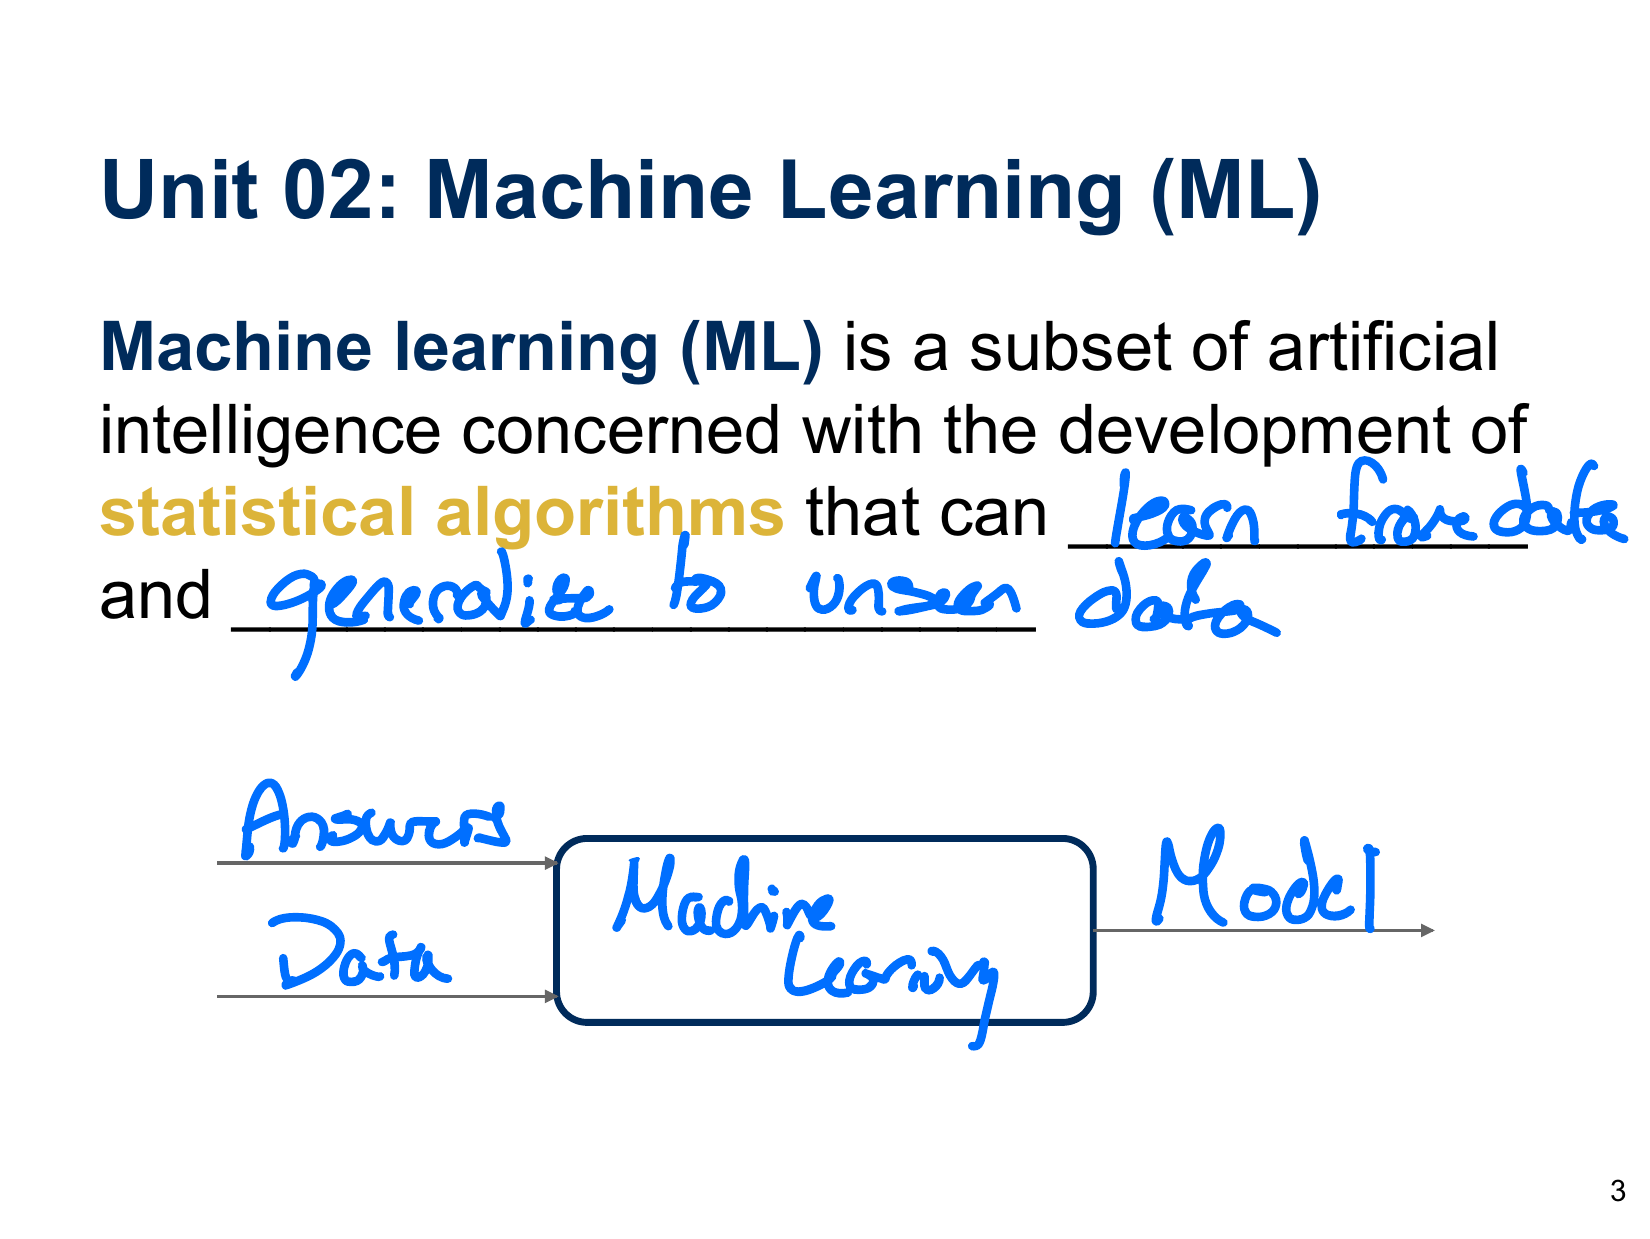 Unit 02: Machine Learning (ML)
Machine learning (ML) is a subset of artificial
intelligence concerned with the development of
statistical algorithms that can learn from data
and generalize to unseen data
Answers
Data
Machine
Learning
Model
3